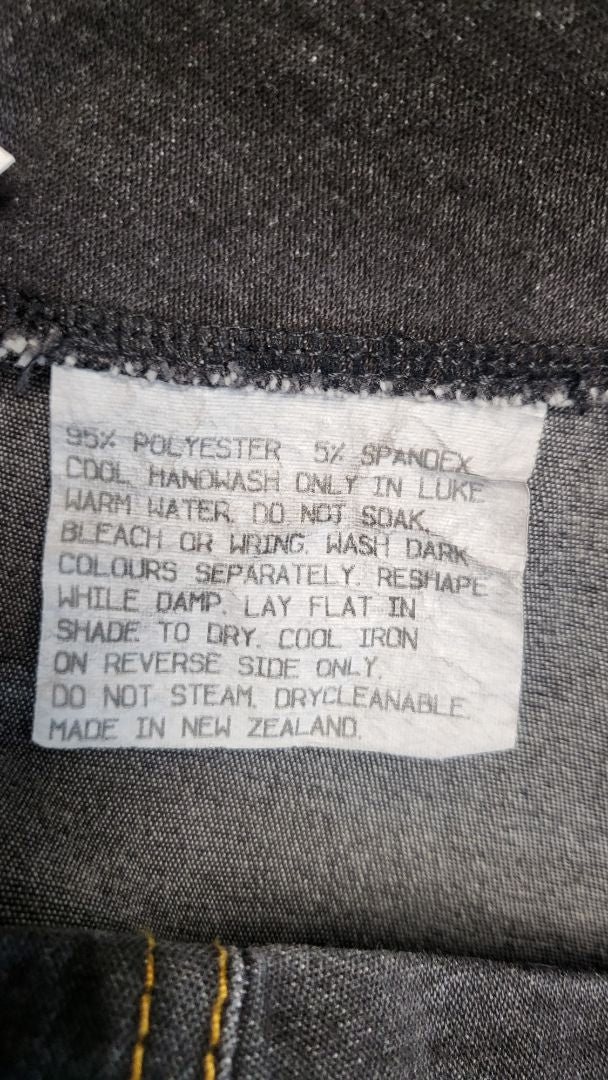 95% POLYESTER 5% SPANDEX
COOL HANDWASH ONLY IN LUKE
WARM WATER. DO NOT SOAK,
BLEACH OR WRING. WASH DARK
COLOURS SEPARATELY. RESHAPE
WHILE DAMP. LAY FLAT IN
SHADE TO DRY. COOL IRON
ON REVERSE SIDE ONLY.
DO NOT STEAM. DRYCLEANABLE.
MADE IN NEW ZEALAND.